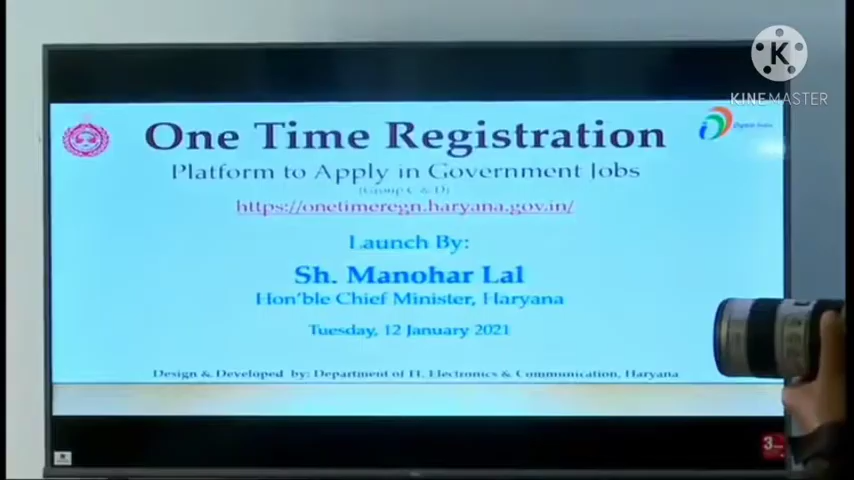 KINEMASTER
One Time Registration
Digital India
Platform to Apply in Government Jobs
(Group C & D)
https://onetimeregn.haryana.gov.in/
Launch By:
Sh. Manohar Lal
Hon'ble Chief Minister, Haryana
Tuesday, 12 January 2021
Design & Developed by: Department of IT, Electronics & Communication, Haryana